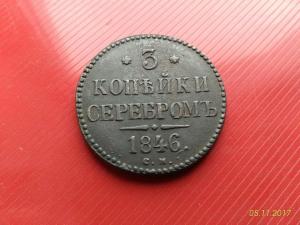 * 3 *
КОПѢЙКИ
СЕРЕБРОМЪ
1846.
С. М.
05.11.2017